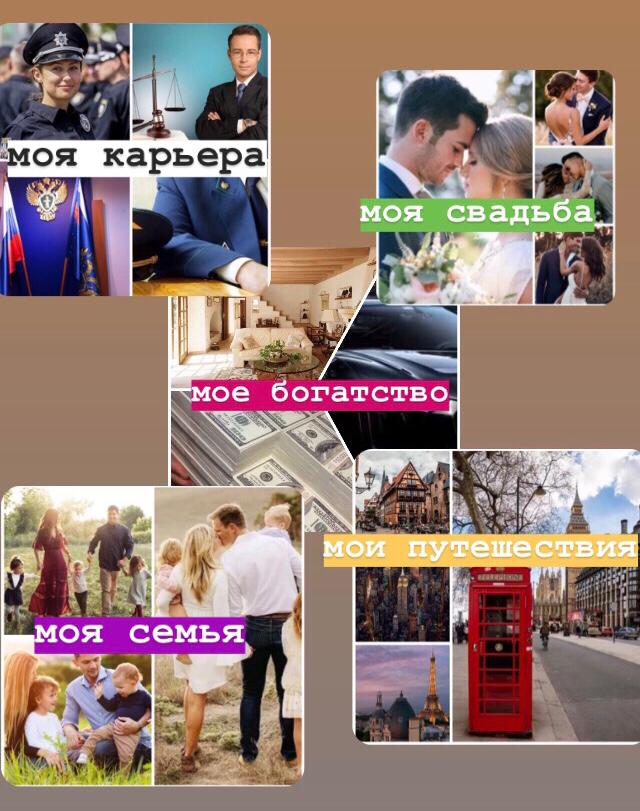 моя карьера
моя свадьба
мое богатство
мои путешествия
моя семья